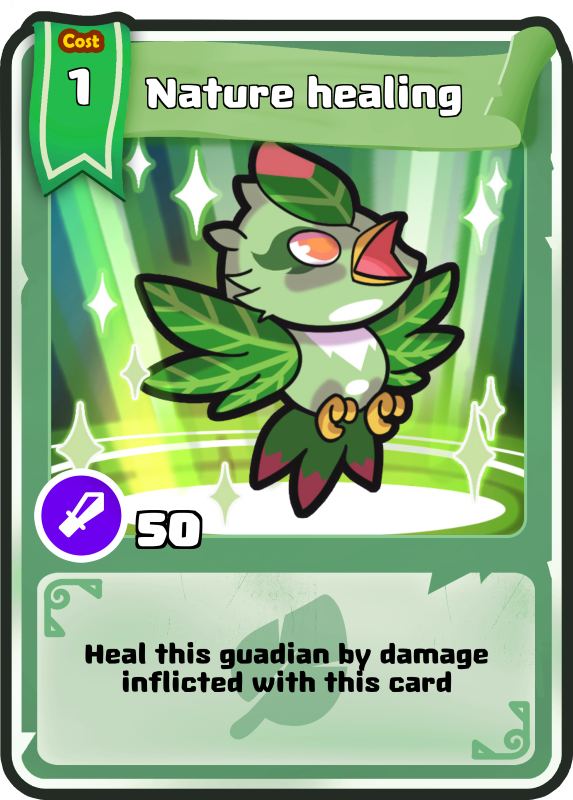 Cost
1
Nature healing
50
Heal this guadian by damage
inflicted with this card